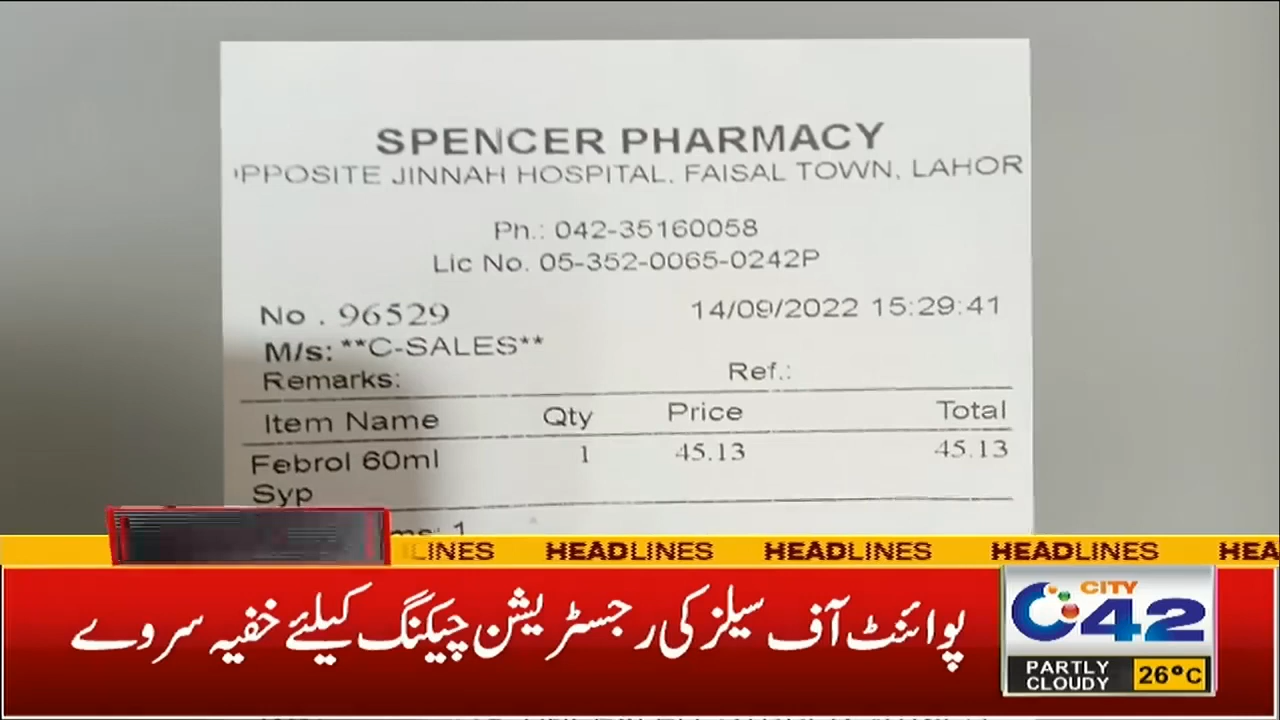 SPENCER PHARMACY
PPOSITE JINNAH HOSPITAL, FAISAL TOWN, LAHOR
Ph.: 042-35160058
Lic No. 05-352-0065-0242P
No . 96529 14/09/2022 15:29:41
M/s: **C-SALES**
Remarks: Ref.:
Item Name Qty Price Total
Febrol 60ml 1 45.13 45.13
Syp
ms: 1
LINES HEADLINES HEADLINES HEADLINES HEA
پوائنٹ آف سیلز کی رجسٹریشن چیکنگ کیلئے خفیہ سروے
CITY
42
PARTLY
CLOUDY 26°C